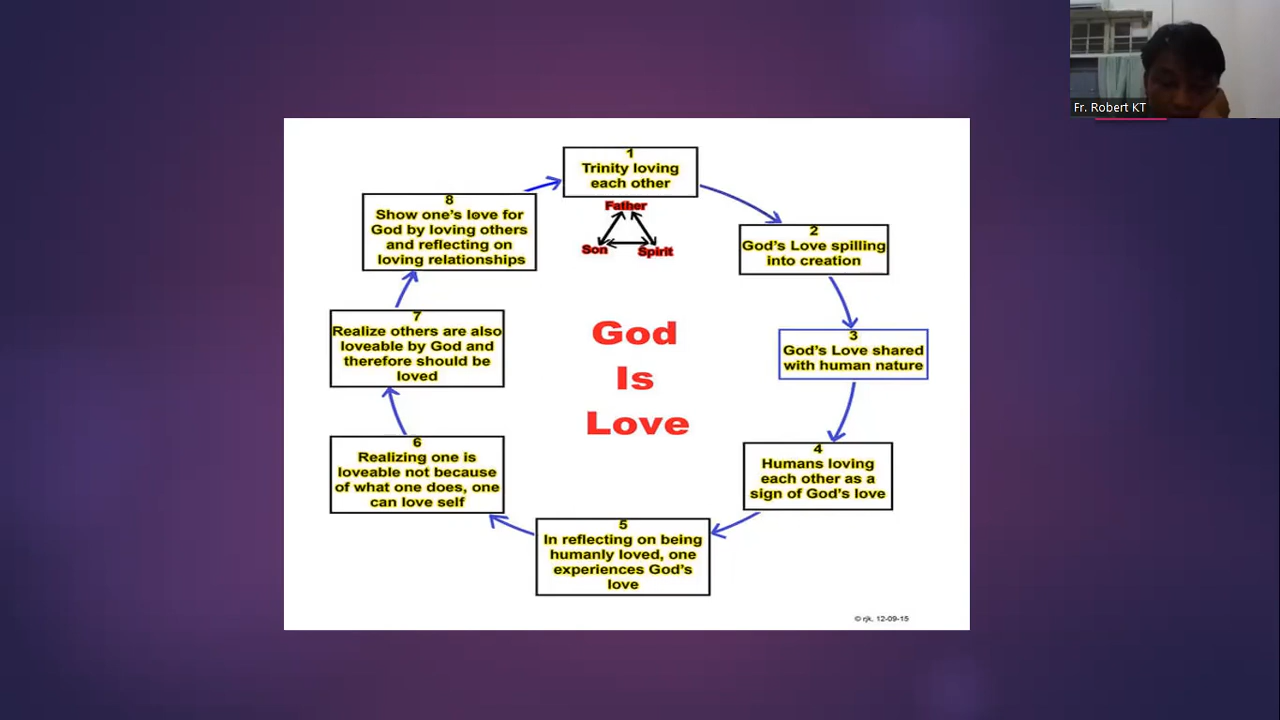 Fr. Robert KT
1
Trinity loving
each other
Father
Son
Spirit
2
God's Love spilling
into creation
3
God's Love shared
with human nature
4
Humans loving
each other as a
sign of God's love
5
In reflecting on being
humanly loved, one
experiences God's
love
6
Realizing one is
loveable not because
of what one does, one
can love self
7
Realize others are also
loveable by God and
therefore should be
loved
8
Show one's love for
God by loving others
and reflecting on
loving relationships
God
Is
Love
© rjk. 12-09-15